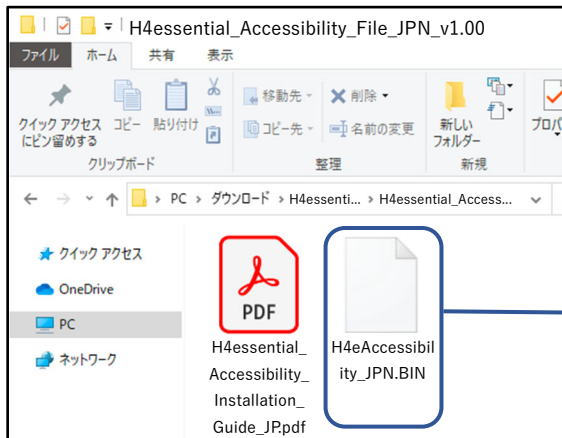 H4essential_Accessibility_File_JPN_v1.00
ファイル ホーム 共有 表示
クイック アクセス
にピン留めする
コピー
貼り付け
移動先
コピー先
削除
名前の変更
新しい
フォルダー
クリップボード
整理
新規
PC › ダウンロード › H4essenti... › H4essential_Access...
クイック アクセス
OneDrive
PC
ネットワーク
PDF
H4essential_
Accessibility_
Installation_
Guide_JP.pdf
H4eAccessibil
ity_JPN.BIN